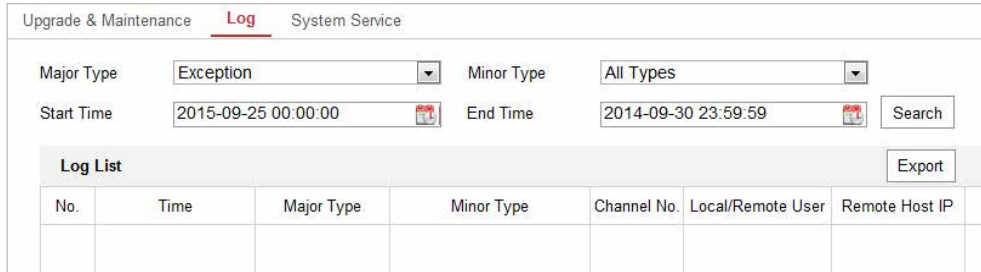 Upgrade & Maintenance Log System Service
Major Type Exception Minor Type All Types
Start Time 2015-09-25 00:00:00 End Time 2014-09-30 23:59:59 Search
Log List Export
No. Time Major Type Minor Type Channel No. Local/Remote User Remote Host IP